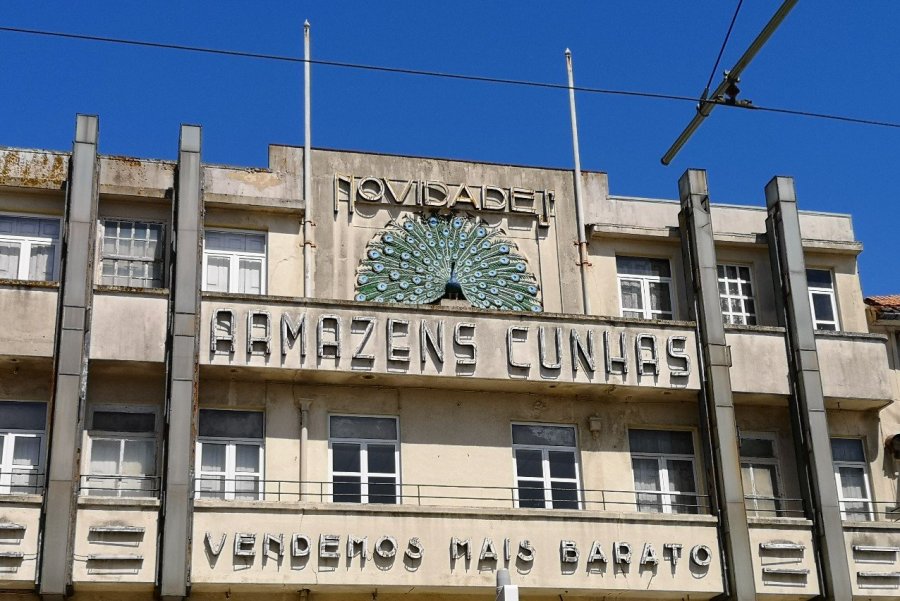 NOVIDADES
ARMAZENS CUNHAS
VENDEMOS MAIS BARATO